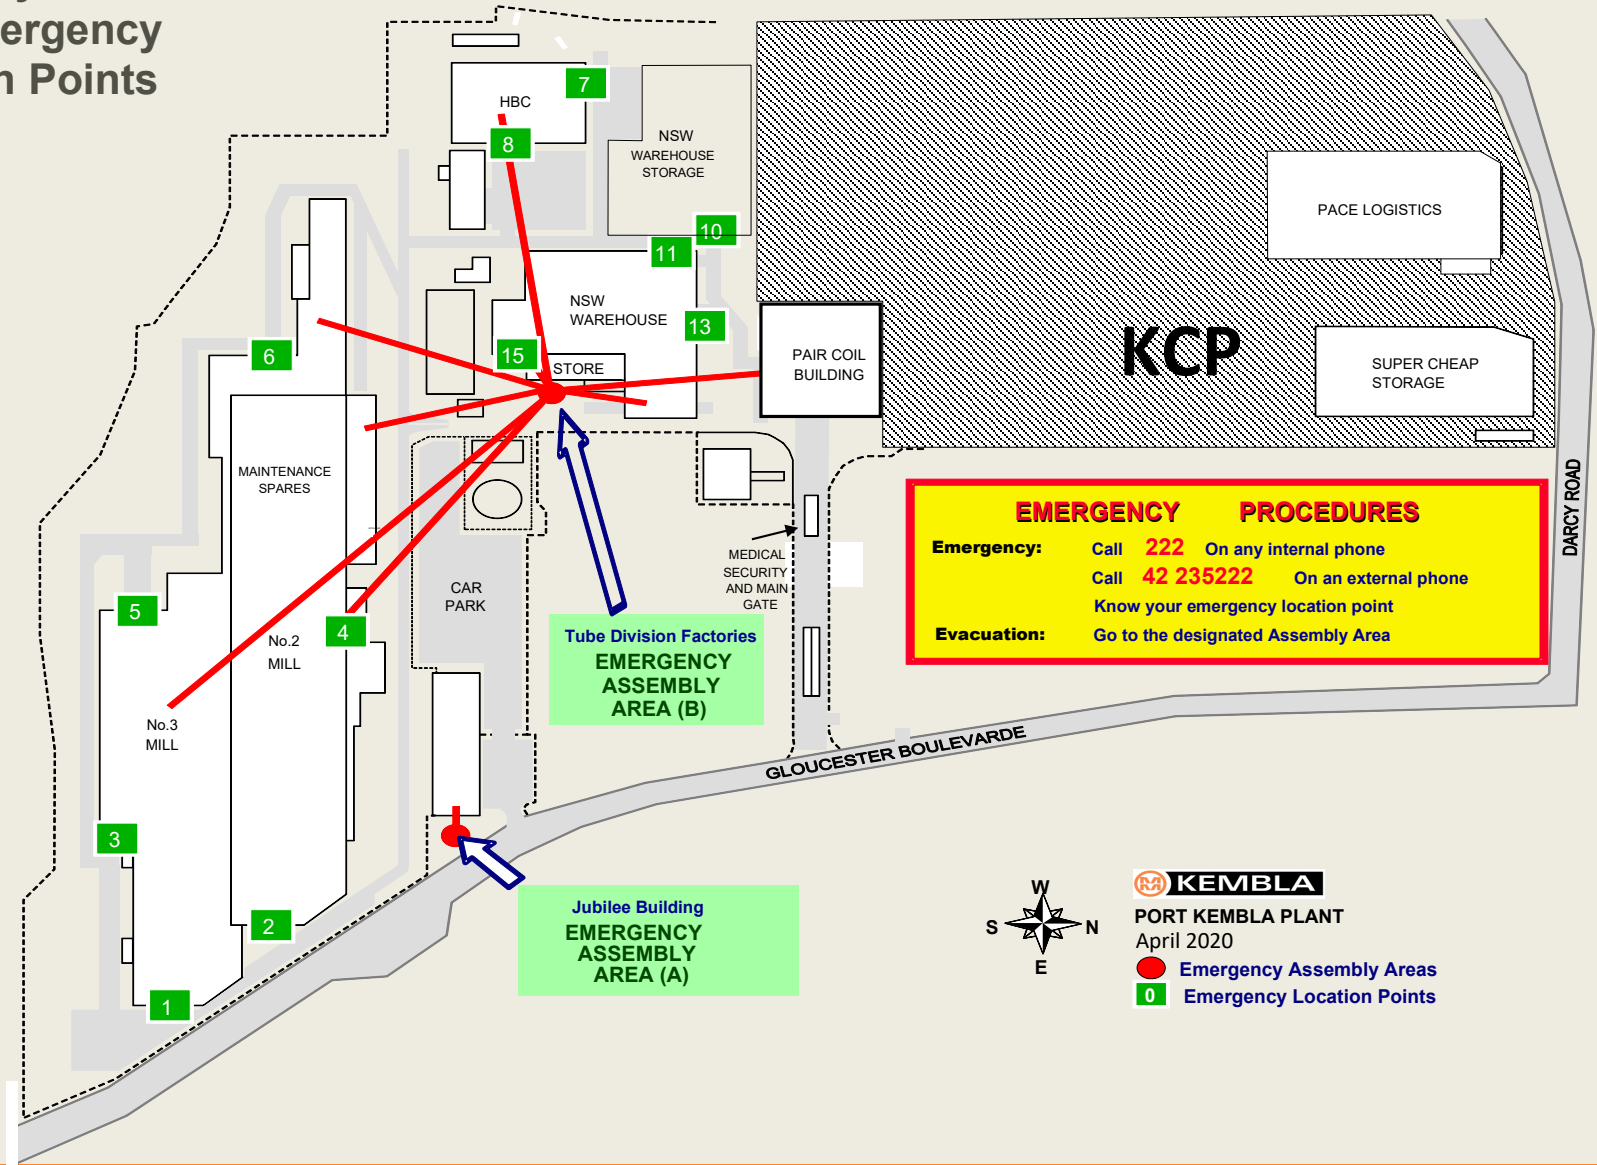 ergency
n Points
HBC
7
8
NSW
WAREHOUSE
STORAGE
10
11
NSW
WAREHOUSE
13
15
STORE
PAIR COIL
BUILDING
PACE LOGISTICS
KCP
SUPER CHEAP
STORAGE
6
MAINTENANCE
SPARES
5
4
No.2
MILL
No.3
MILL
3
2
1
CAR
PARK
MEDICAL
SECURITY
AND MAIN
GATE
DARCY ROAD
EMERGENCY PROCEDURES
Emergency: Call 222 On any internal phone
Call 42 235222 On an external phone
Know your emergency location point
Evacuation: Go to the designated Assembly Area
Tube Division Factories
EMERGENCY
ASSEMBLY
AREA (B)
GLOUCESTER BOULEVARDE
Jubilee Building
EMERGENCY
ASSEMBLY
AREA (A)
W
S N
E
KEMBLA
PORT KEMBLA PLANT
April 2020
Emergency Assembly Areas
0 Emergency Location Points